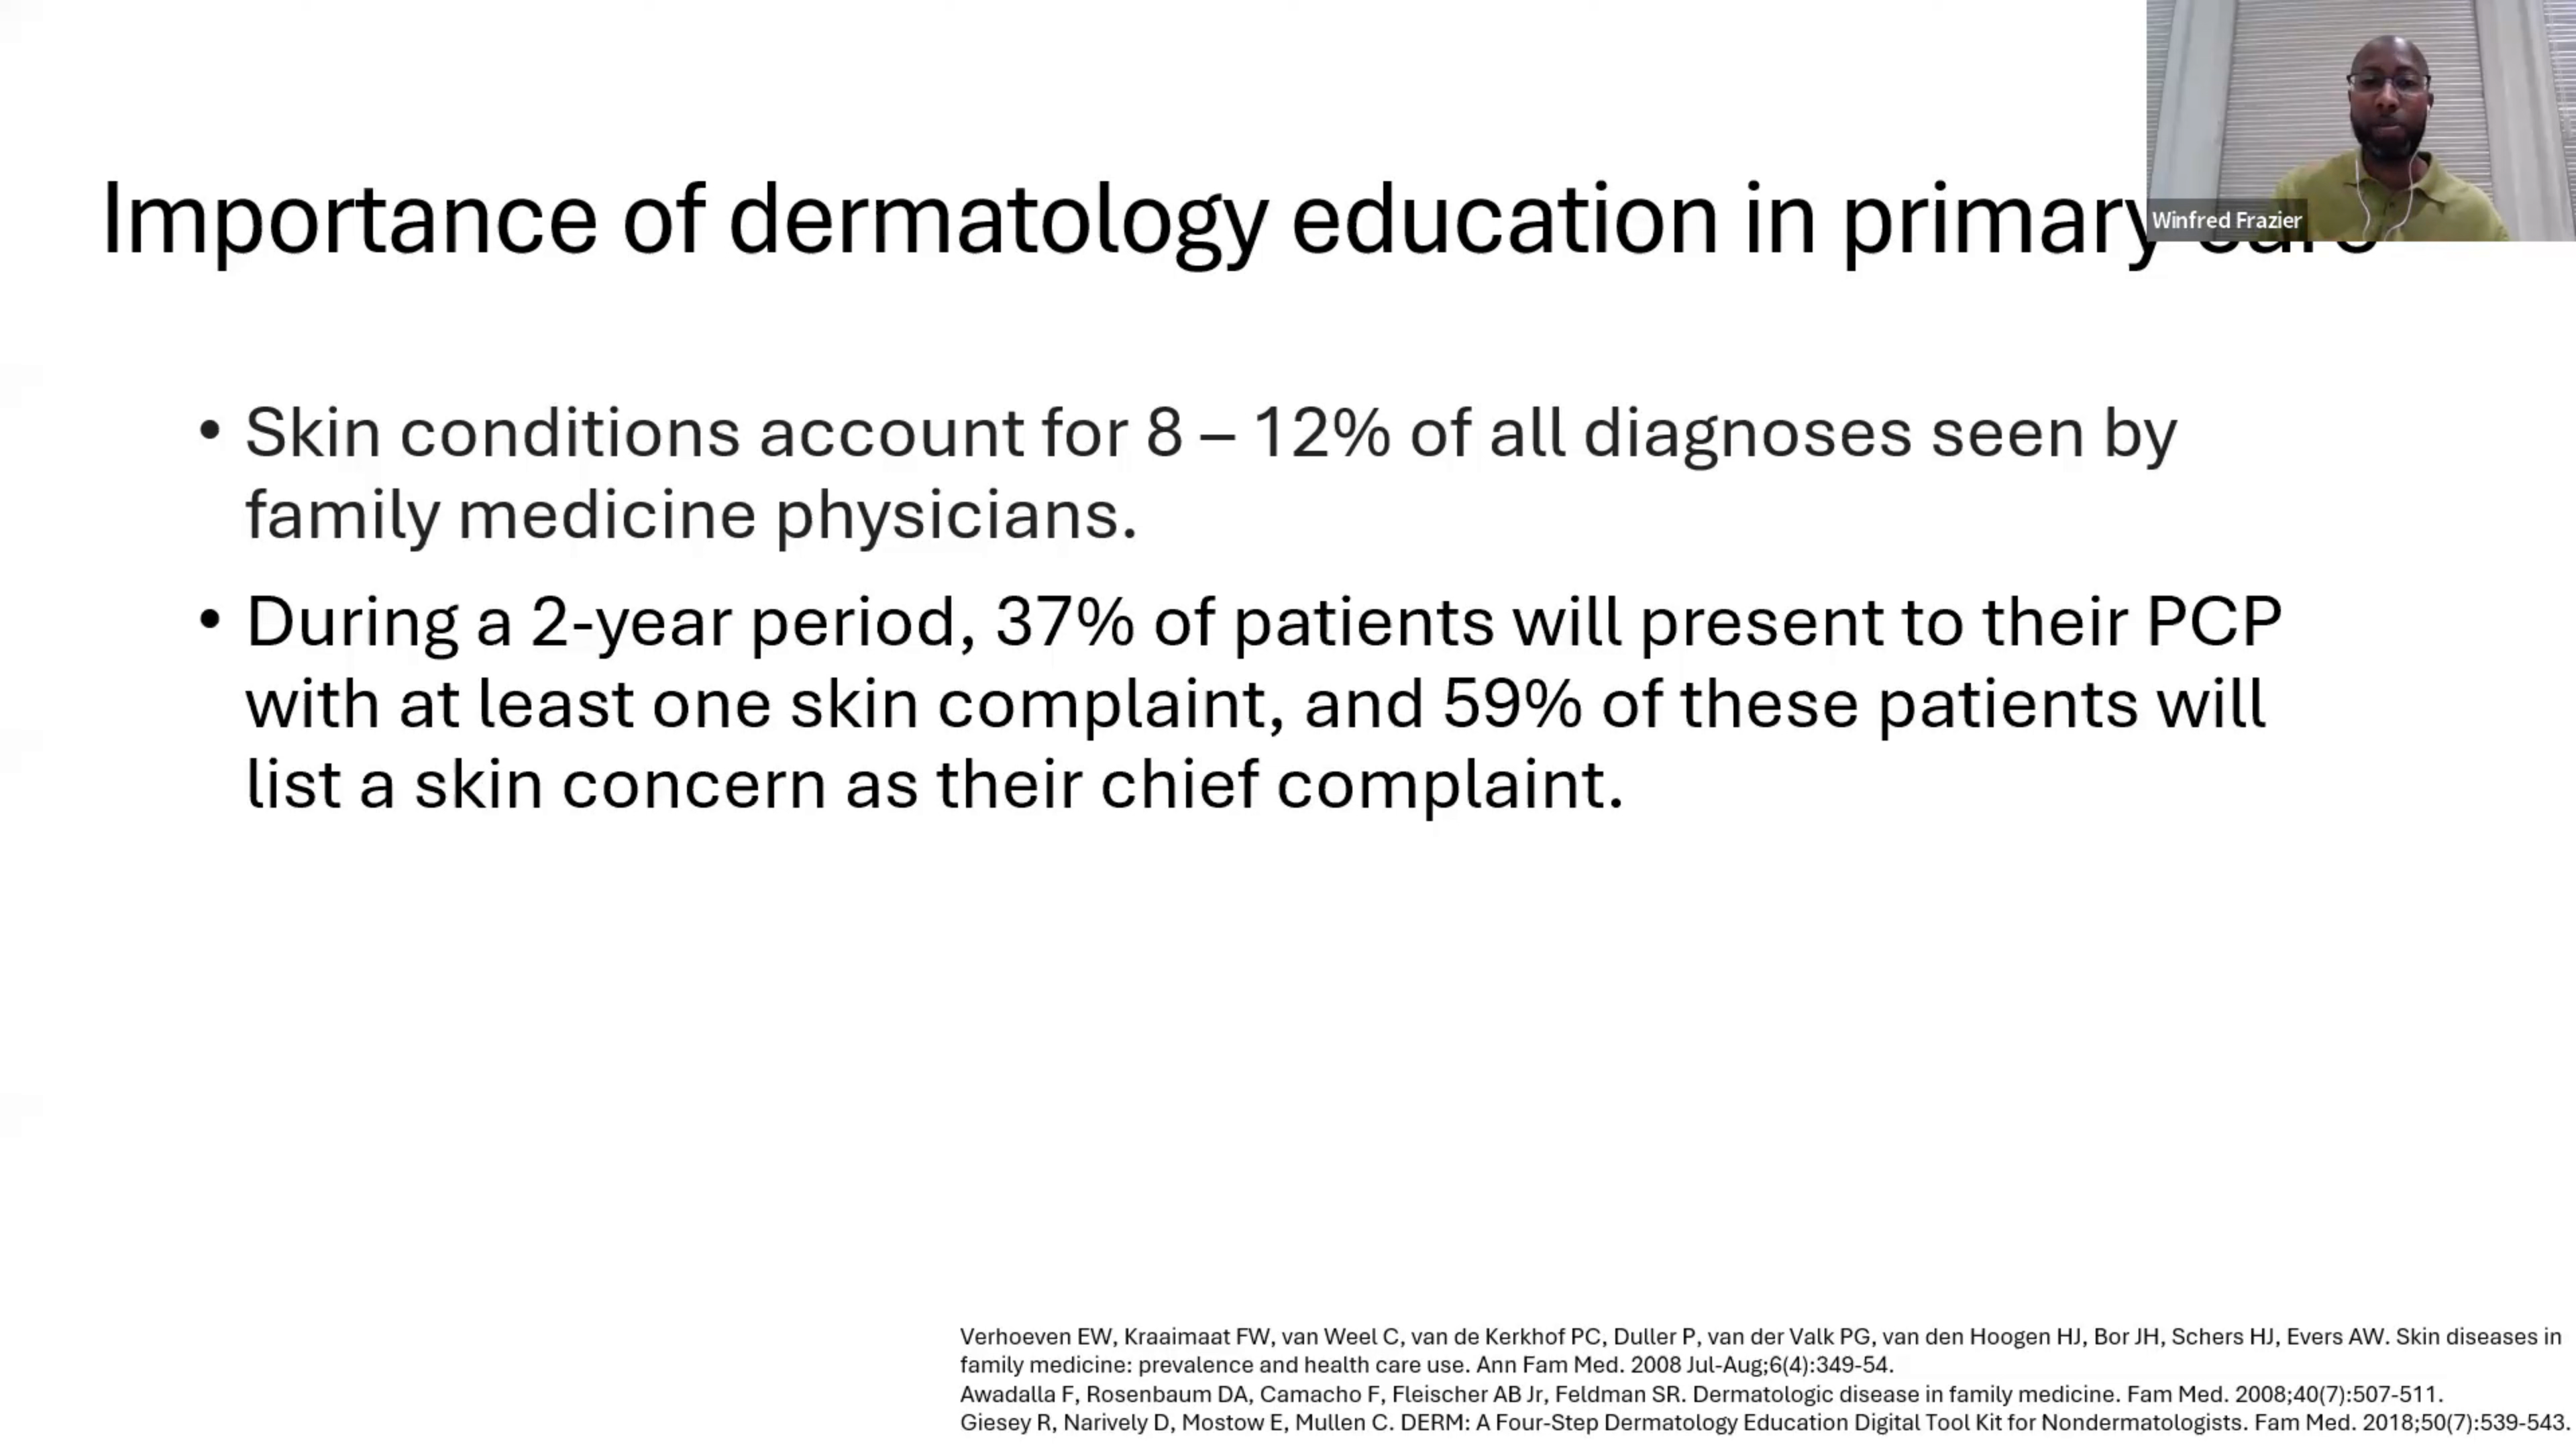 Importance of dermatology education in primary care
Winfred Frazier
• Skin conditions account for 8 – 12% of all diagnoses seen by
family medicine physicians.
• During a 2-year period, 37% of patients will present to their PCP
with at least one skin complaint, and 59% of these patients will
list a skin concern as their chief complaint.
Verhoeven EW, Kraaimaat FW, van Weel C, van de Kerkhof PC, Duller P, van der Valk PG, van den Hoogen HJ, Bor JH, Schers HJ, Evers AW. Skin diseases in
family medicine: prevalence and health care use. Ann Fam Med. 2008 Jul-Aug;6(4):349-54.
Awadalla F, Rosenbaum DA, Camacho F, Fleischer AB Jr, Feldman SR. Dermatologic disease in family medicine. Fam Med. 2008;40(7):507-511.
Giesey R, Narively D, Mostow E, Mullen C. DERM: A Four-Step Dermatology Education Digital Tool Kit for Nondermatologists. Fam Med. 2018;50(7):539-543.